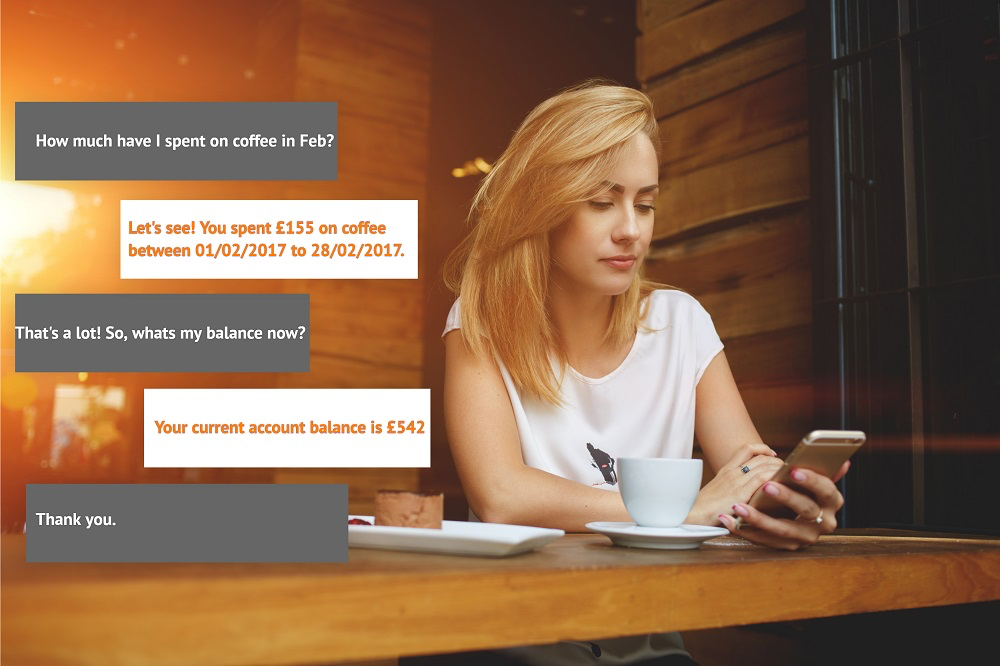 How much have I spent on coffee in Feb?
Let's see! You spent £155 on coffee
between 01/02/2017 to 28/02/2017.
That's a lot! So, whats my balance now?
Your current account balance is £542
Thank you.